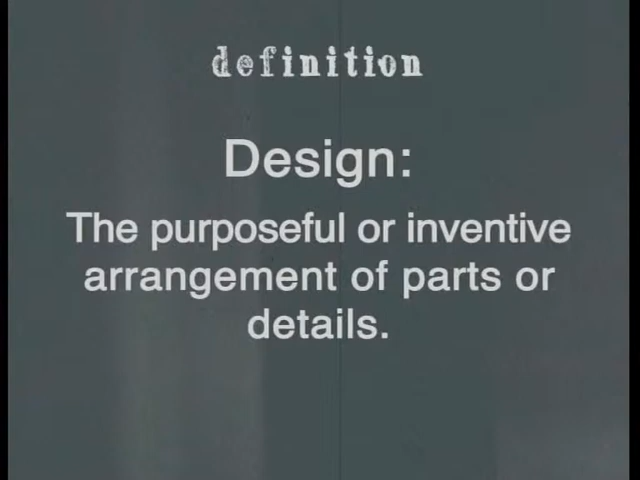 definition
Design:
The purposeful or inventive
arrangement of parts or
details.